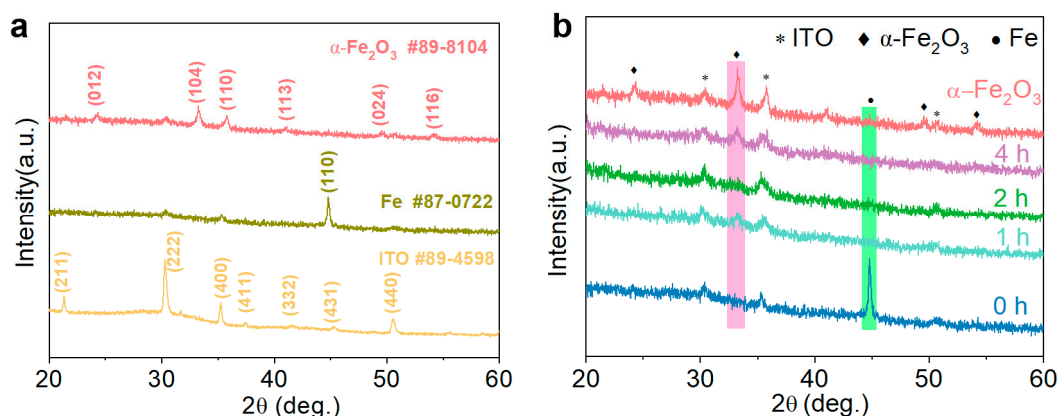 a
α-Fe₂O₃ #89-8104
(012)
(104)
(110)
(113)
(024)
(116)
(110)
Fe #87-0722
ITO #89-4598
(211)
(222)
(400)
(411)
(332)
(431)
(440)
Intensity(a.u.)
20 30 40 50 60
2θ (deg.)
b
* ITO ♦ α-Fe₂O₃ ● Fe
α–Fe₂O₃
4 h
2 h
1 h
0 h
Intensity(a.u.)
20 30 40 50 60
2θ (deg.)